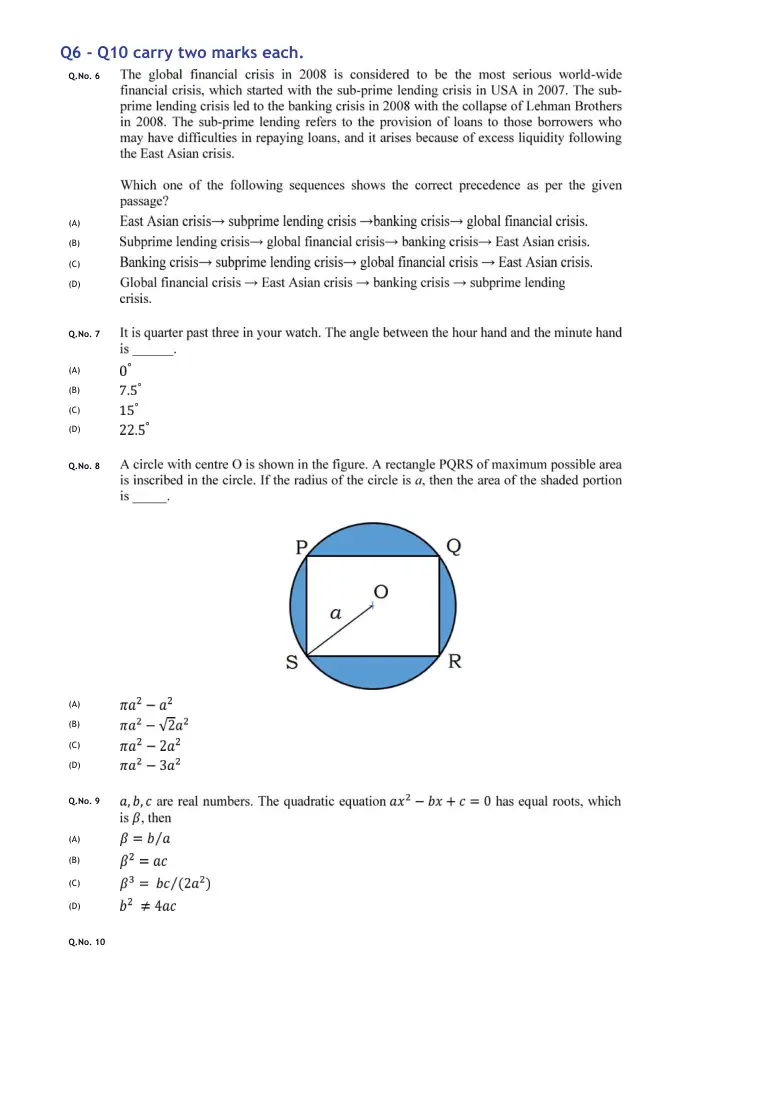 Q6 - Q10 carry two marks each.
Q.No. 6 The global financial crisis in 2008 is considered to be the most serious world-wide
financial crisis, which started with the sub-prime lending crisis in USA in 2007. The sub-
prime lending crisis led to the banking crisis in 2008 with the collapse of Lehman Brothers
in 2008. The sub-prime lending refers to the provision of loans to those borrowers who
may have difficulties in repaying loans, and it arises because of excess liquidity following
the East Asian crisis.
Which one of the following sequences shows the correct precedence as per the given
passage?
(A) East Asian crisis→ subprime lending crisis →banking crisis→ global financial crisis.
(B) Subprime lending crisis→ global financial crisis→ banking crisis→ East Asian crisis.
(C) Banking crisis→ subprime lending crisis→ global financial crisis → East Asian crisis.
(D) Global financial crisis → East Asian crisis → banking crisis → subprime lending
crisis.
Q.No. 7 It is quarter past three in your watch. The angle between the hour hand and the minute hand
is ______.
(A) 0°
(B) 7.5°
(C) 15°
(D) 22.5°
Q.No. 8 A circle with centre O is shown in the figure. A rectangle PQRS of maximum possible area
is inscribed in the circle. If the radius of the circle is a, then the area of the shaded portion
is _____.
P Q
O
a
S R
(A) πa² − a²
(B) πa² − √2a²
(C) πa² − 2a²
(D) πa² − 3a²
Q.No. 9 a, b, c are real numbers. The quadratic equation ax² − bx + c = 0 has equal roots, which
is β, then
(A) β = b/a
(B) β² = ac
(C) β³ = bc/(2a²)
(D) b² ≠ 4ac
Q.No. 10